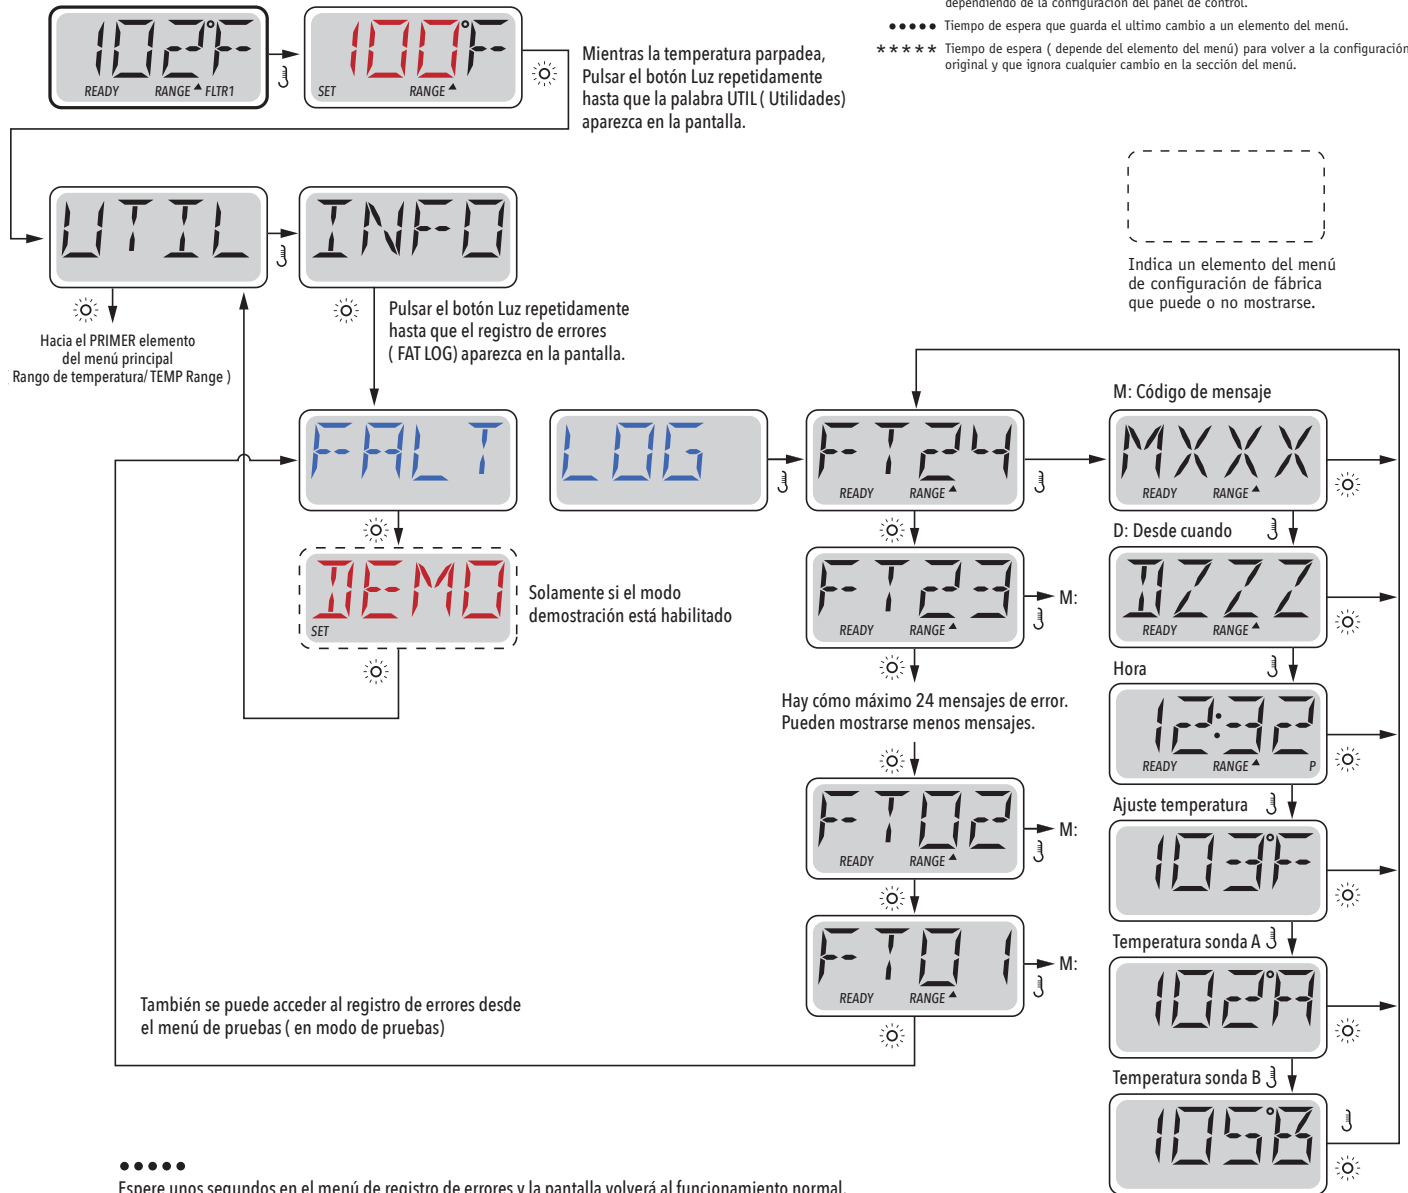 dependiendo de la configuración del panel de control.
••••• Tiempo de espera que guarda el ultimo cambio a un elemento del menú.
***** Tiempo de espera ( depende del elemento del menú) para volver a la configuración
original y que ignora cualquier cambio en la sección del menú.
102°F
READY RANGE FLTR1
100°F
SET RANGE
Mientras la temperatura parpadea,
Pulsar el botón Luz repetidamente
hasta que la palabra UTIL ( Utilidades)
aparezca en la pantalla.
UTIL
INFO
Indica un elemento del menú
de configuración de fábrica
que puede o no mostrarse.
Hacia el PRIMER elemento
del menú principal
Rango de temperatura/ TEMP Range )
Pulsar el botón Luz repetidamente
hasta que el registro de errores
( FAT LOG) aparezca en la pantalla.
FALT
LOG
FT24
READY RANGE
M: Código de mensaje
MXXX
READY RANGE
DEMO
SET
Solamente si el modo
demostración está habilitado
FT23
READY RANGE
M:
D: Desde cuando
DZZZ
READY RANGE
Hay cómo máximo 24 mensajes de error.
Pueden mostrarse menos mensajes.
Hora
12:32
READY RANGE P
FT02
READY RANGE
M:
Ajuste temperatura
103°F
FT01
READY RANGE
M:
Temperatura sonda A
102°A
También se puede acceder al registro de errores desde
el menú de pruebas ( en modo de pruebas)
Temperatura sonda B
105°B
•••••
Espere unos segundos en el menú de registro de errores y la pantalla volverá al funcionamiento normal.